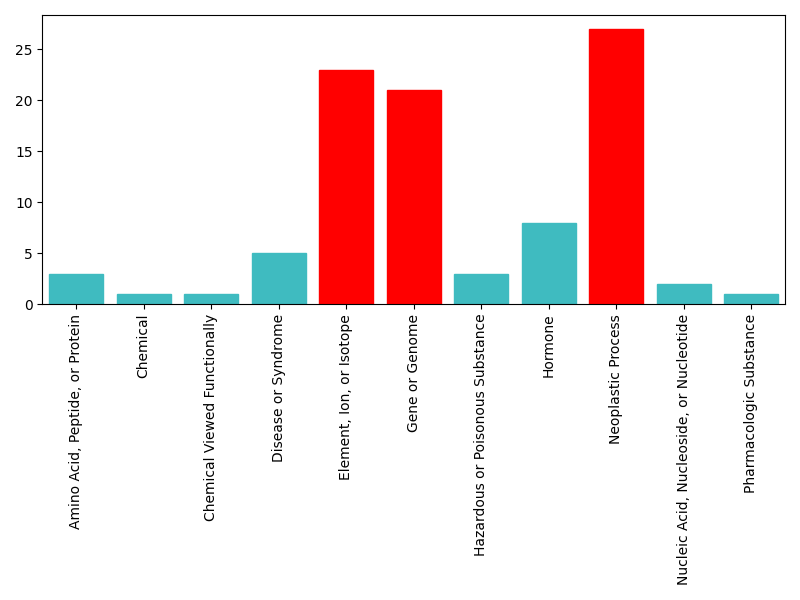 25
20
15
10
5
0
Amino Acid, Peptide, or Protein
Chemical
Chemical Viewed Functionally
Disease or Syndrome
Element, Ion, or Isotope
Gene or Genome
Hazardous or Poisonous Substance
Hormone
Neoplastic Process
Nucleic Acid, Nucleoside, or Nucleotide
Pharmacologic Substance